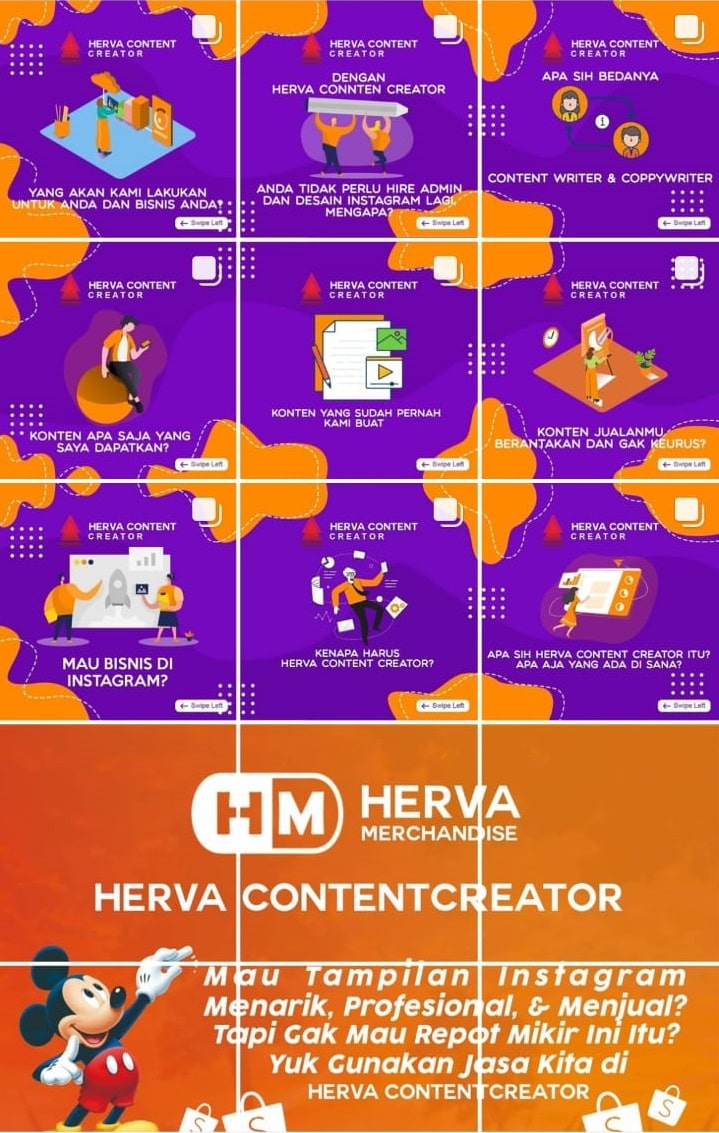 HERVA CONTENT
CREATOR
YANG AKAN KAMI LAKUKAN
UNTUK ANDA DAN BISNIS ANDA?
← Swipe Left
HERVA CONTENT
CREATOR
DENGAN
HERVA CONNTEN CREATOR
ANDA TIDAK PERLU HIRE ADMIN
DAN DESAIN INSTAGRAM LAGI,
MENGAPA?
← Swipe Left
HERVA CONTENT
CREATOR
APA SIH BEDANYA
i
CONTENT WRITER & COPPYWRITER
← Swipe Left
HERVA CONTENT
CREATOR
KONTEN APA SAJA YANG
SAYA DAPATKAN?
← Swipe Left
HERVA CONTENT
CREATOR
KONTEN YANG SUDAH PERNAH
KAMI BUAT
← Swipe Left
HERVA CONTENT
CREATOR
KONTEN JUALANMU
BERANTAKAN DAN GAK KEURUS?
← Swipe Left
HERVA CONTENT
CREATOR
MAU BISNIS DI
INSTAGRAM?
← Swipe Left
HERVA CONTENT
CREATOR
KENAPA HARUS
HERVA CONTENT CREATOR?
← Swipe Left
HERVA CONTENT
CREATOR
APA SIH HERVA CONTENT CREATOR ITU?
APA AJA YANG ADA DI SANA?
← Swipe Left
HM HERVA
MERCHANDISE
HERVA CONTENTCREATOR
Mau Tampilan Instagram
Menarik, Profesional, & Menjual?
Tapi Gak Mau Repot Mikir Ini Itu?
Yuk Gunakan Jasa Kita di
HERVA CONTENTCREATOR
S
S
S
S